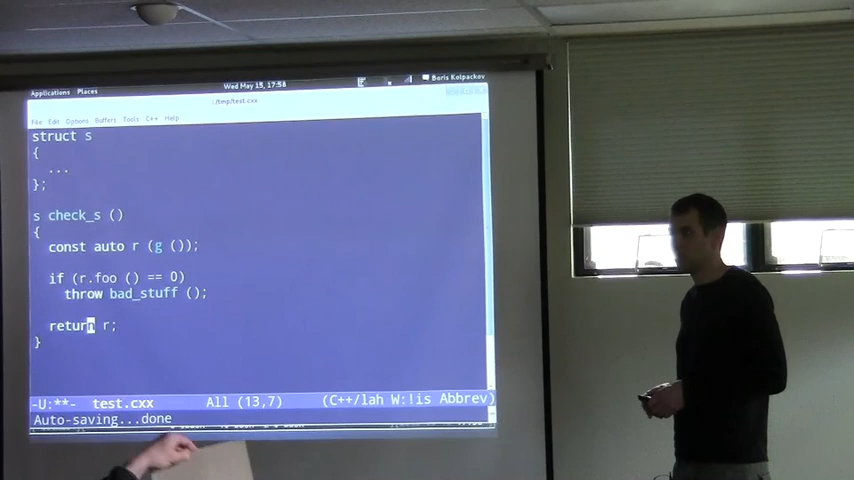 Applications Places Wed May 15, 17:58 Boris Kolpackov
:/tmp/test.cxx
File Edit Options Buffers Tools C++ Help
struct s
{
...
};
s check_s ()
{
const auto r (g ());
if (r.foo () == 0)
throw bad_stuff ();
return r;
}
-U:**- test.cxx All (13,7) (C++/lah W:!is Abbrev)
Auto-saving...done